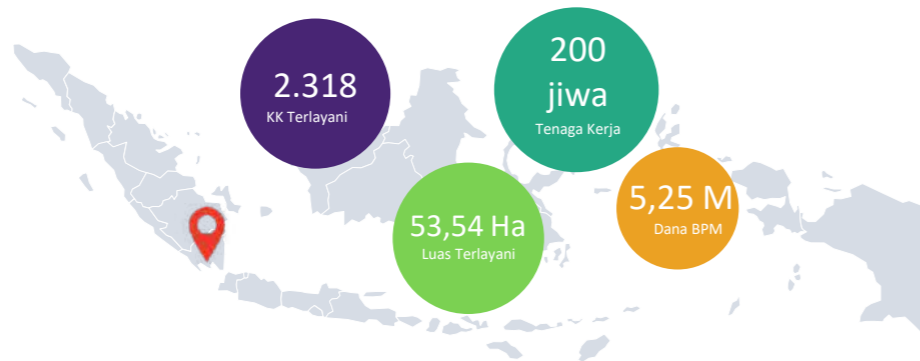 2.318
KK Terlayani
200
jiwa
Tenaga Kerja
53,54 Ha
Luas Terlayani
5,25 M
Dana BPM